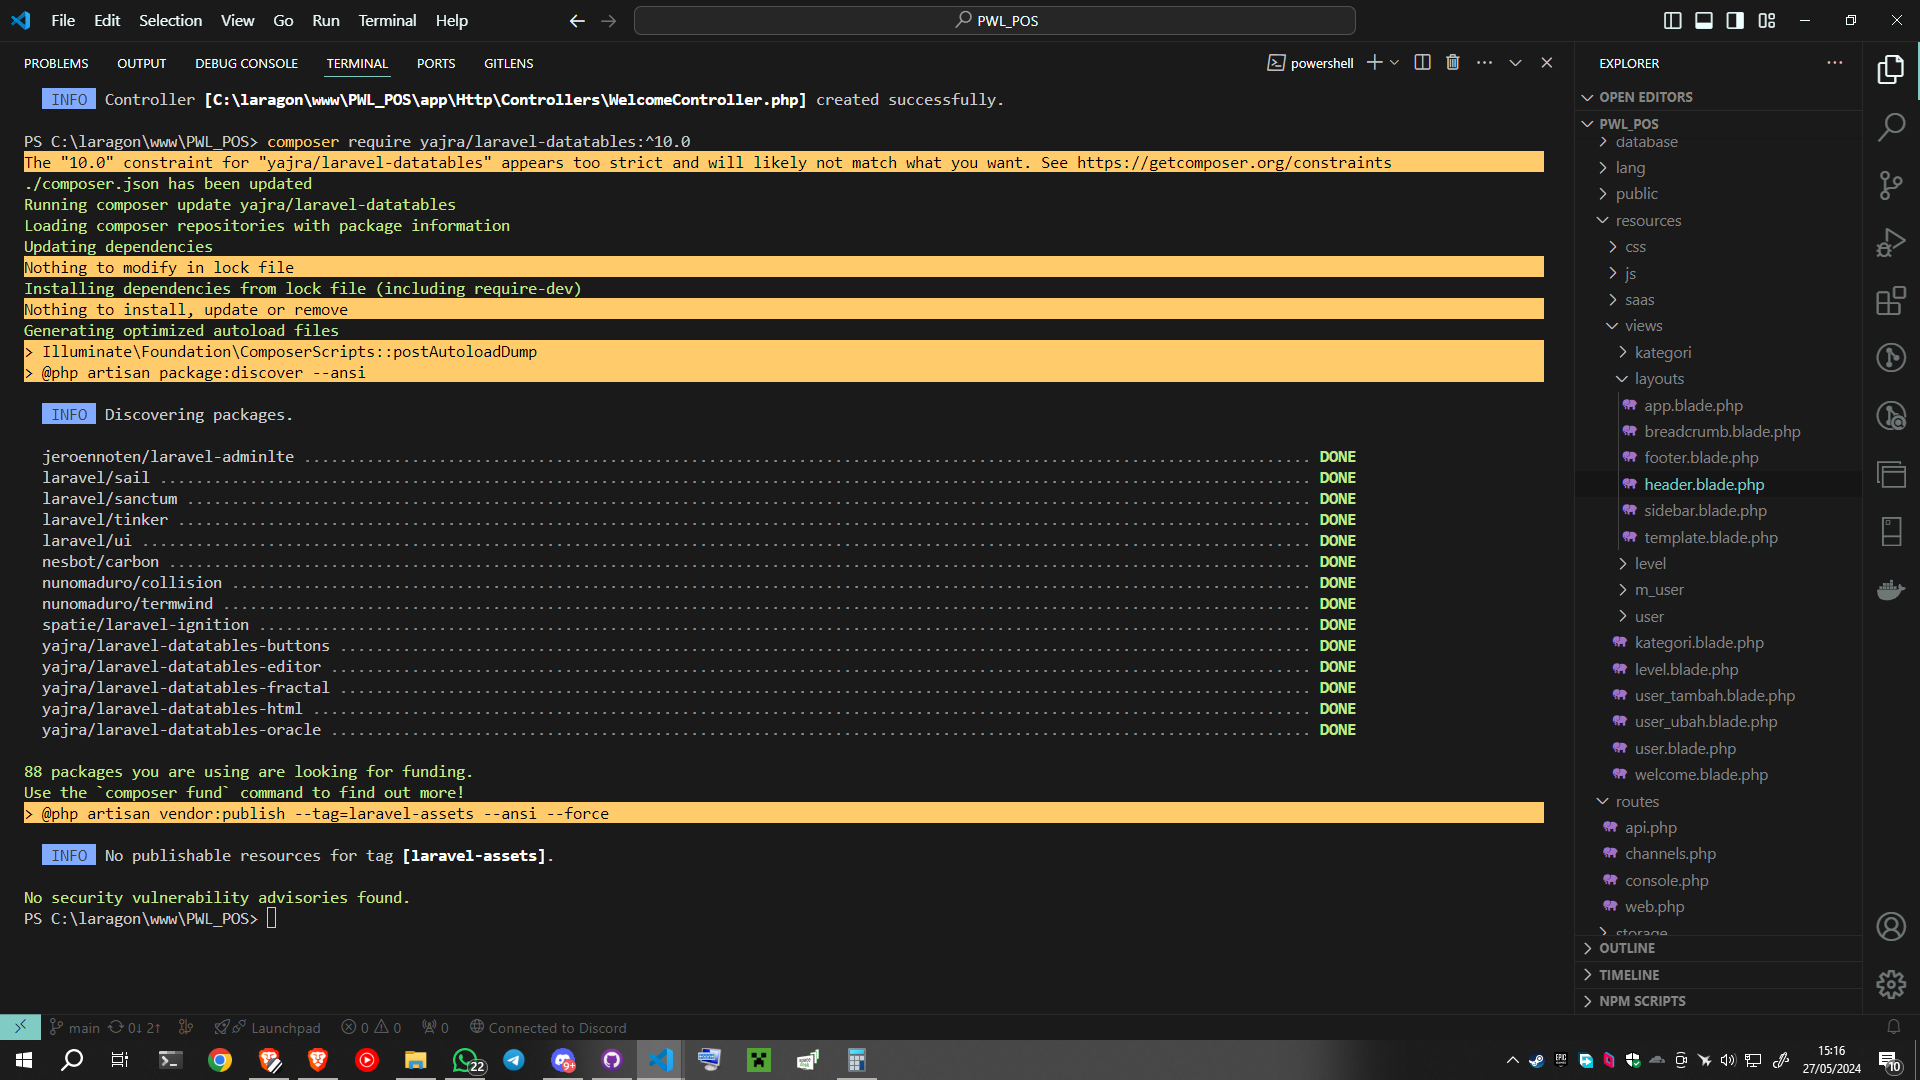 File Edit Selection View Go Run Terminal Help
PWL_POS
PROBLEMS OUTPUT DEBUG CONSOLE TERMINAL PORTS GITLENS
powershell
INFO Controller [C:\laragon\www\PWL_POS\app\Http\Controllers\WelcomeController.php] created successfully.
PS C:\laragon\www\PWL_POS> composer require yajra/laravel-datatables:^10.0
The "10.0" constraint for "yajra/laravel-datatables" appears too strict and will likely not match what you want. See https://getcomposer.org/constraints
./composer.json has been updated
Running composer update yajra/laravel-datatables
Loading composer repositories with package information
Updating dependencies
Nothing to modify in lock file
Installing dependencies from lock file (including require-dev)
Nothing to install, update or remove
Generating optimized autoload files
> Illuminate\Foundation\ComposerScripts::postAutoloadDump
> @php artisan package:discover --ansi
INFO Discovering packages.
jeroennoten/laravel-adminlte ... DONE
laravel/sail ... DONE
laravel/sanctum ... DONE
laravel/tinker ... DONE
laravel/ui ... DONE
nesbot/carbon ... DONE
nunomaduro/collision ... DONE
nunomaduro/termwind ... DONE
spatie/laravel-ignition ... DONE
yajra/laravel-datatables-buttons ... DONE
yajra/laravel-datatables-editor ... DONE
yajra/laravel-datatables-fractal ... DONE
yajra/laravel-datatables-html ... DONE
yajra/laravel-datatables-oracle ... DONE
88 packages you are using are looking for funding.
Use the `composer fund` command to find out more!
> @php artisan vendor:publish --tag=laravel-assets --ansi --force
INFO No publishable resources for tag [laravel-assets].
No security vulnerability advisories found.
PS C:\laragon\www\PWL_POS>
EXPLORER
OPEN EDITORS
PWL_POS
database
lang
public
resources
css
js
saas
views
kategori
layouts
app.blade.php
breadcrumb.blade.php
footer.blade.php
header.blade.php
sidebar.blade.php
template.blade.php
level
m_user
user
kategori.blade.php
level.blade.php
user_tambah.blade.php
user_ubah.blade.php
user.blade.php
welcome.blade.php
routes
api.php
channels.php
console.php
web.php
storage
OUTLINE
TIMELINE
NPM SCRIPTS
main 0↓ 2↑ Launchpad 0 0 0 Connected to Discord
22
9+
EPIC
15:16
27/05/2024
10